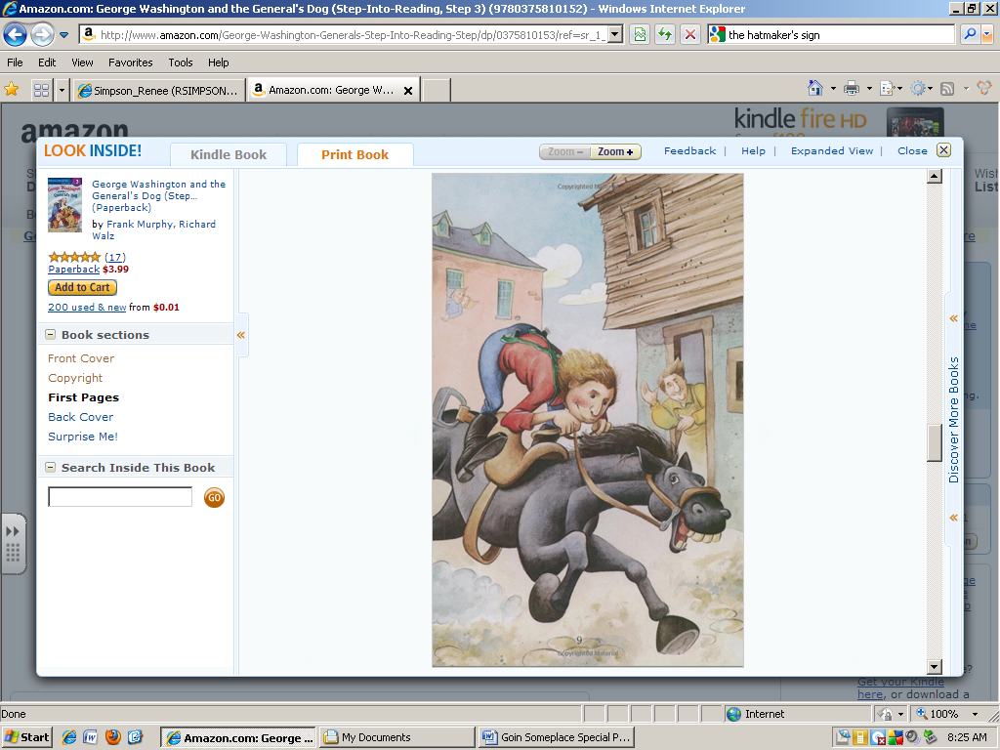 Amazon.com: George Washington and the General's Dog (Step-Into-Reading, Step 3) (9780375810152) - Windows Internet Explorer
http://www.amazon.com/George-Washington-Generals-Step-Into-Reading-Step/dp/0375810153/ref=sr_1_
the hatmaker's sign
File Edit View Favorites Tools Help
Simpson_Renee (RSIMPSON...
Amazon.com: George W...
amazon
kindle fire HD
LOOK INSIDE!
Kindle Book
Print Book
Zoom -
Zoom +
Feedback | Help | Expanded View | Close
George Washington and the
General's Dog (Step...
(Paperback)
by Frank Murphy, Richard
Walz
(17)
Paperback $3.99
Add to Cart
200 used & new from $0.01
Book sections
Front Cover
Copyright
First Pages
Back Cover
Surprise Me!
Search Inside This Book
GO
Copyrighted
9
Copyrighted Material
Wish
List
Discover More Books
Get your Kindle
here, or download a
Done
Internet
100%
Start
Amazon.com: George ...
My Documents
Goin Someplace Special P...
8:25 AM